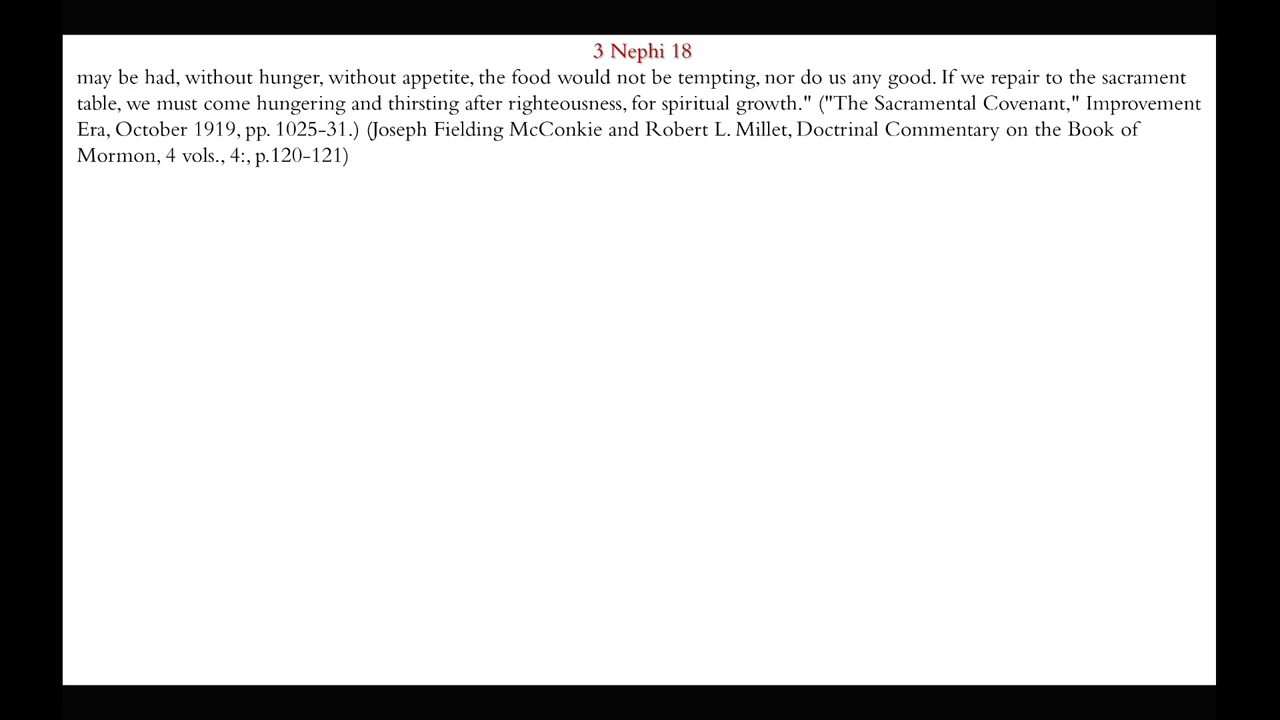 3 Nephi 18
may be had, without hunger, without appetite, the food would not be tempting, nor do us any good. If we repair to the sacrament
table, we must come hungering and thirsting after righteousness, for spiritual growth." ("The Sacramental Covenant," Improvement
Era, October 1919, pp. 1025-31.) (Joseph Fielding McConkie and Robert L. Millet, Doctrinal Commentary on the Book of
Mormon, 4 vols., 4:, p.120-121)